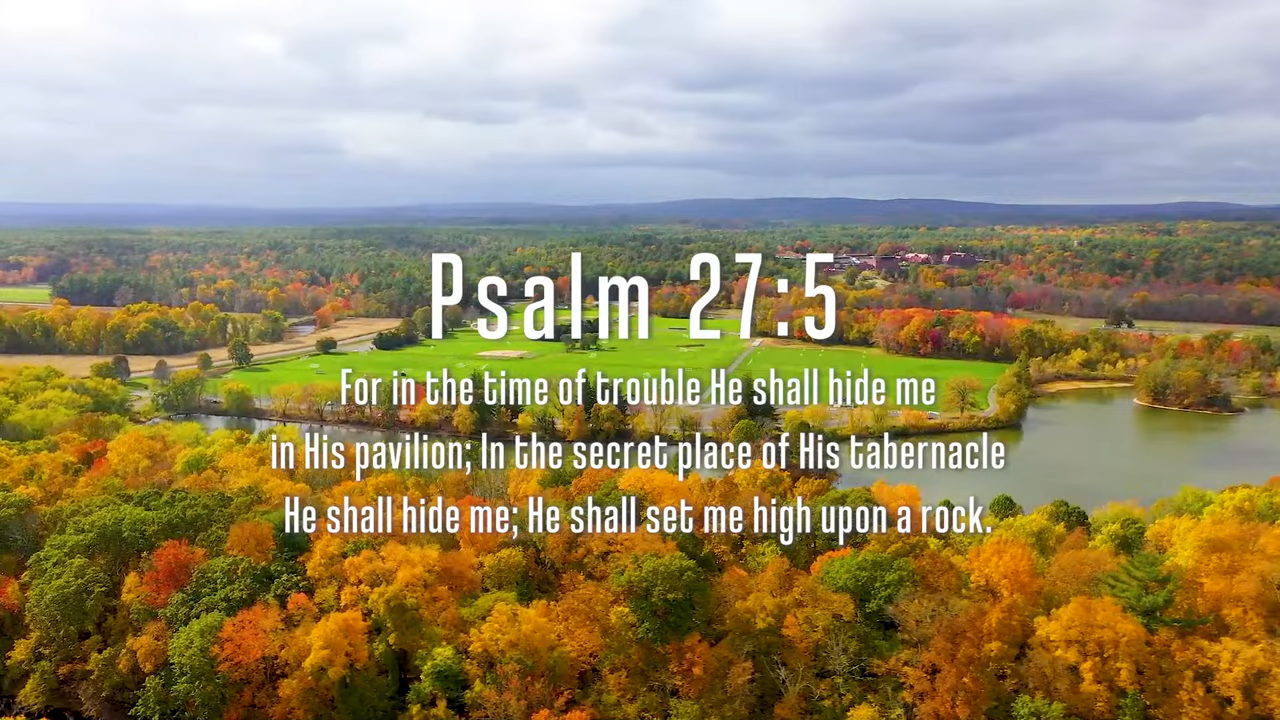 Psalm 27:5
For in the time of trouble He shall hide me
in His pavilion; In the secret place of His tabernacle
He shall hide me; He shall set me high upon a rock.